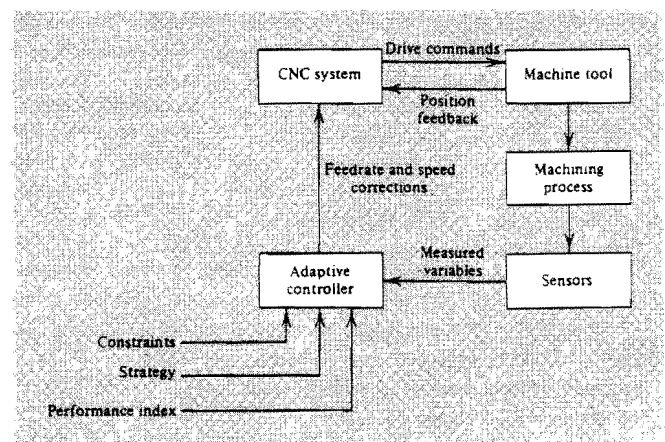 Drive commands
CNC system
Machine tool
Position
feedback
Feedrate and speed
corrections
Machining
process
Measured
variables
Adaptive
controller
Sensors
Constraints
Strategy
Performance index